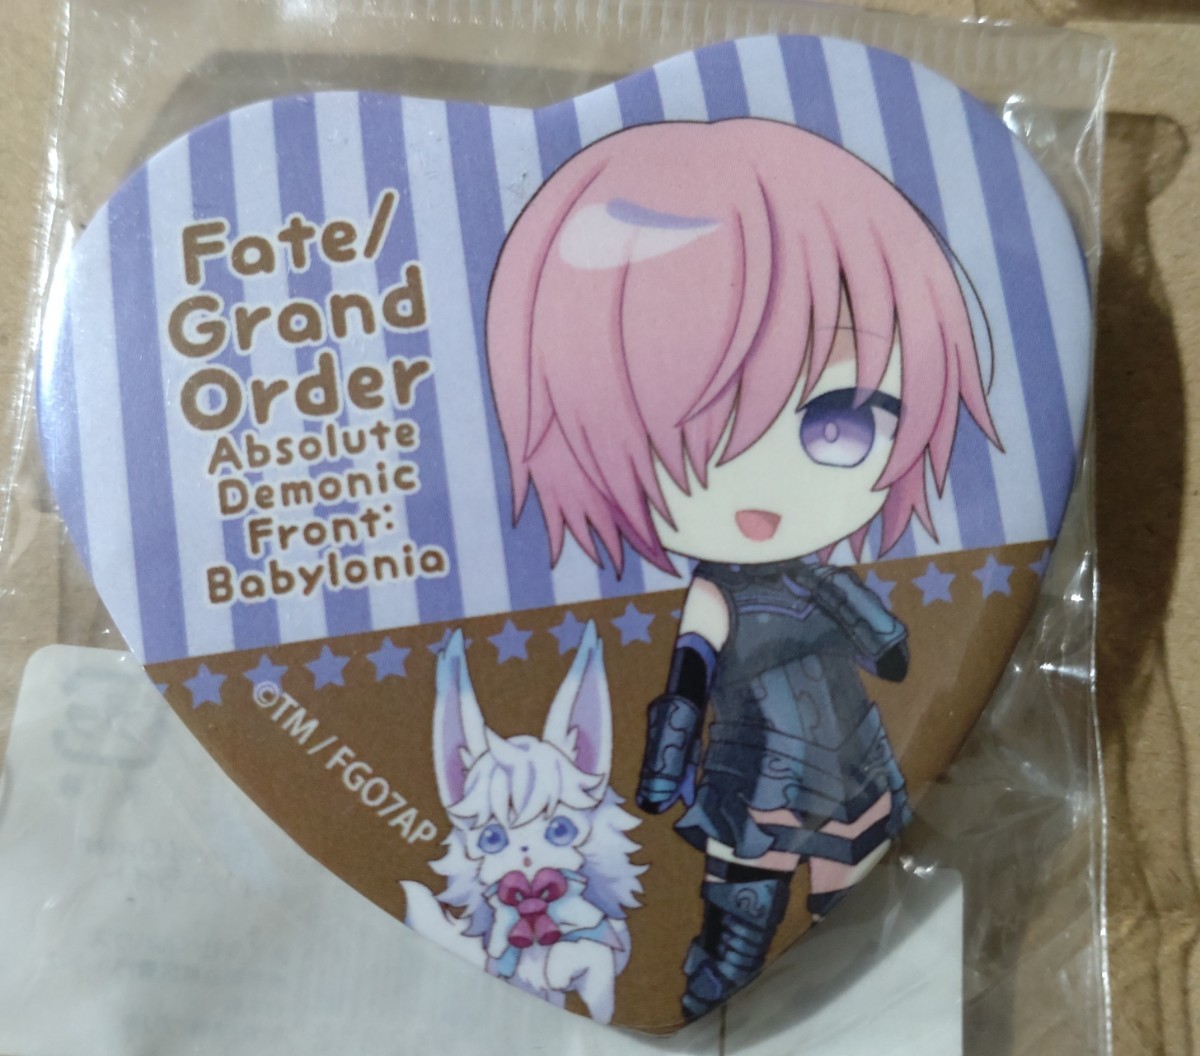 Fate/
Grand
Order
Absolute
Demonic
Front:
Babylonia
©TM / FGO7AP